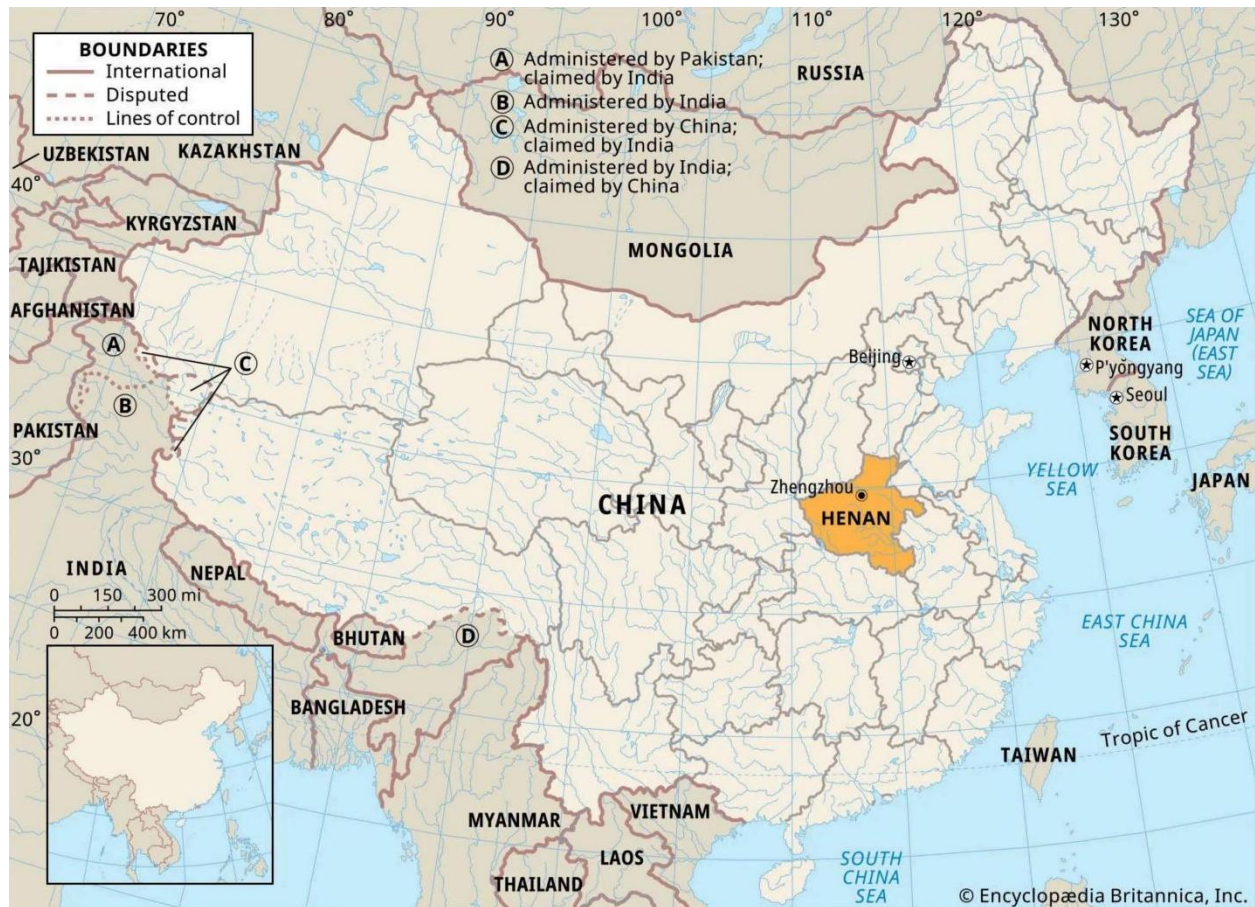 70°
80°
90°
100°
110°
120°
130°
BOUNDARIES
International
Disputed
Lines of control
A Administered by Pakistan;
claimed by India
B Administered by India
C Administered by China;
claimed by India
D Administered by India;
claimed by China
RUSSIA
UZBEKISTAN
KAZAKHSTAN
40°
KYRGYZSTAN
MONGOLIA
TAJIKISTAN
AFGHANISTAN
A
C
B
PAKISTAN
30°
NORTH
KOREA
SEA OF
JAPAN
(EAST
SEA)
Beijing
P'yŏngyang
Seoul
SOUTH
KOREA
YELLOW
SEA
JAPAN
Zhengzhou
CHINA
HENAN
INDIA
NEPAL
0 150 300 mi
0 200 400 km
BHUTAN
D
EAST CHINA
SEA
BANGLADESH
20°
Tropic of Cancer
TAIWAN
MYANMAR
VIETNAM
LAOS
THAILAND
SOUTH
CHINA
SEA
© Encyclopædia Britannica, Inc.